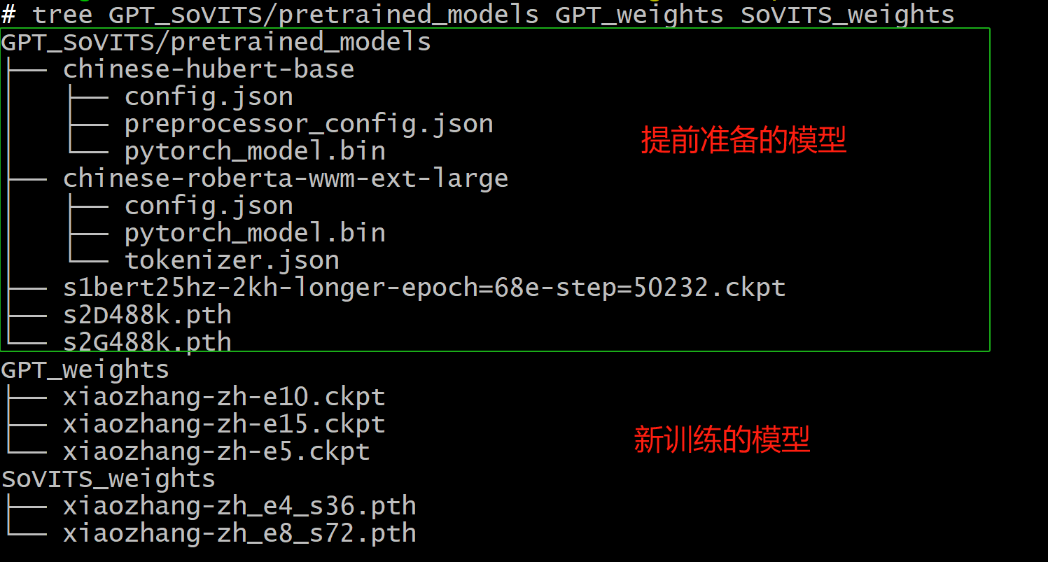 # tree GPT_SoVITS/pretrained_models GPT_weights SoVITS_weights
GPT_SoVITS/pretrained_models
├── chinese-hubert-base
│   ├── config.json
│   ├── preprocessor_config.json
│   └── pytorch_model.bin
├── chinese-roberta-wwm-ext-large
│   ├── config.json
│   ├── pytorch_model.bin
│   └── tokenizer.json
├── s1bert25hz-2kh-longer-epoch=68e-step=50232.ckpt
├── s2D488k.pth
└── s2G488k.pth
提前准备的模型
GPT_weights
├── xiaozhang-zh-e10.ckpt
├── xiaozhang-zh-e15.ckpt
└── xiaozhang-zh-e5.ckpt
SoVITS_weights
├── xiaozhang-zh_e4_s36.pth
└── xiaozhang-zh_e8_s72.pth
新训练的模型